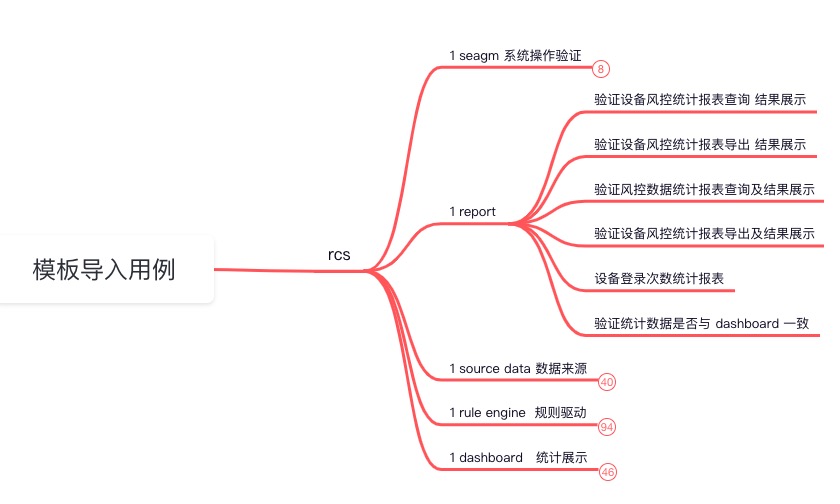 1 seagm 系统操作验证
8
验证设备风控统计报表查询 结果展示
验证设备风控统计报表导出 结果展示
验证风控数据统计报表查询及结果展示
1 report
验证设备风控统计报表导出及结果展示
rcs
模板导入用例
设备登录次数统计报表
验证统计数据是否与 dashboard 一致
1 source data 数据来源
40
1 rule engine 规则驱动
94
1 dashboard 统计展示
46